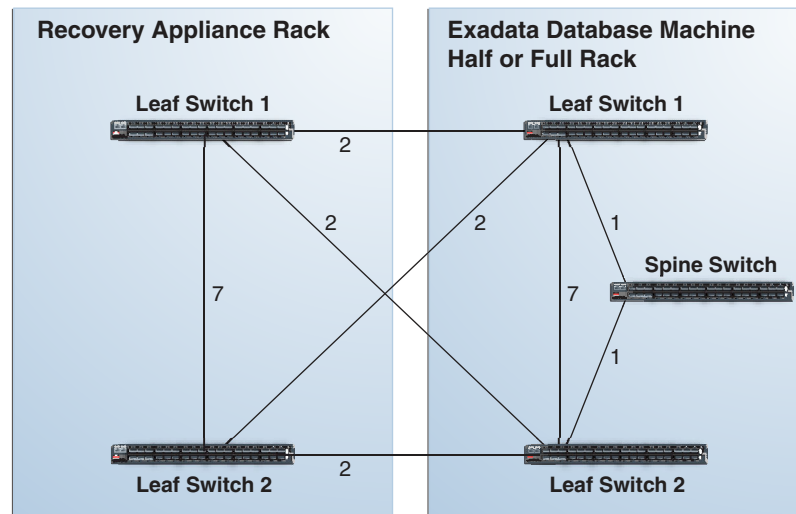 Recovery Appliance Rack
Exadata Database Machine
Half or Full Rack
Leaf Switch 1
Leaf Switch 1
2
2
2
1
Spine Switch
7
7
1
2
Leaf Switch 2
Leaf Switch 2